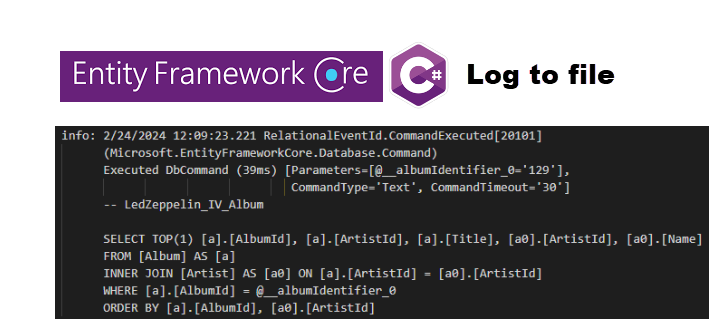 Entity Framework Core C# Log to file
info: 2/24/2024 12:09:23.221 RelationalEventId.CommandExecuted[20101]
(Microsoft.EntityFrameworkCore.Database.Command)
Executed DbCommand (39ms) [Parameters=[@__albumIdentifier_0='129'],
CommandType='Text', CommandTimeout='30']
-- LedZeppelin_IV_Album
SELECT TOP(1) [a].[AlbumId], [a].[ArtistId], [a].[Title], [a0].[ArtistId], [a0].[Name]
FROM [Album] AS [a]
INNER JOIN [Artist] AS [a0] ON [a].[ArtistId] = [a0].[ArtistId]
WHERE [a].[AlbumId] = @__albumIdentifier_0
ORDER BY [a].[AlbumId], [a0].[ArtistId]